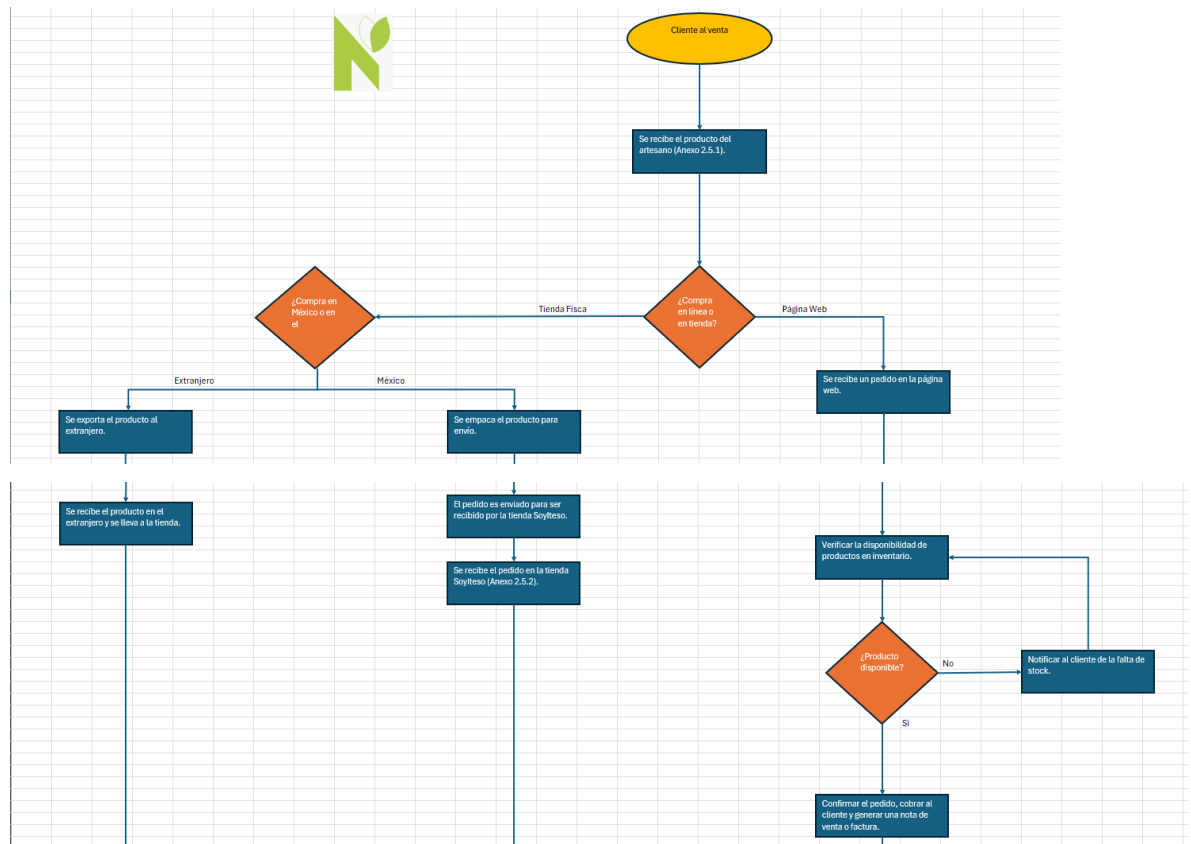 Cliente al venta
Se recibe el producto del
artesano (Anexo 2.5.1).
¿Compra en
México o en
el
Tienda Físca
¿Compra
en línea o
en tienda?
Página Web
Extranjero
México
Se recibe un pedido en la página
web.
Se exporta el producto al
extranjero.
Se empaca el producto para
envío.
Se recibe el producto en el
extranjero y se lleva a la tienda.
El pedido es enviado para ser
recibido por la tienda SoyIteso.
Se recibe el pedido en la tienda
SoyIteso (Anexo 2.5.2).
Verificar la disponibilidad de
productos en inventario.
¿Producto
disponible?
No
Notificar al cliente de la falta de
stock.
Si
Confirmar el pedido, cobrar al
cliente y generar una nota de
venta o factura.